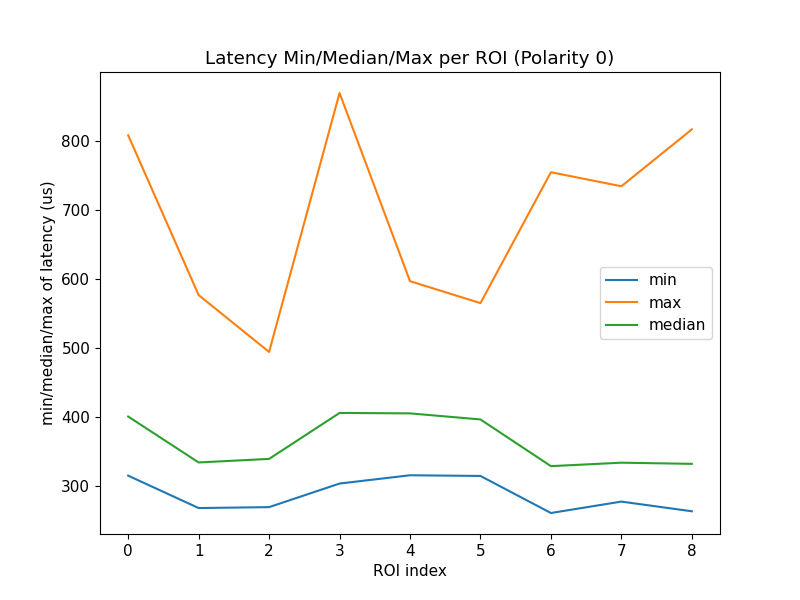 Latency Min/Median/Max per ROI (Polarity 0)
min/median/max of latency (us)
800
700
600
500
400
300
min
max
median
0 1 2 3 4 5 6 7 8
ROI index